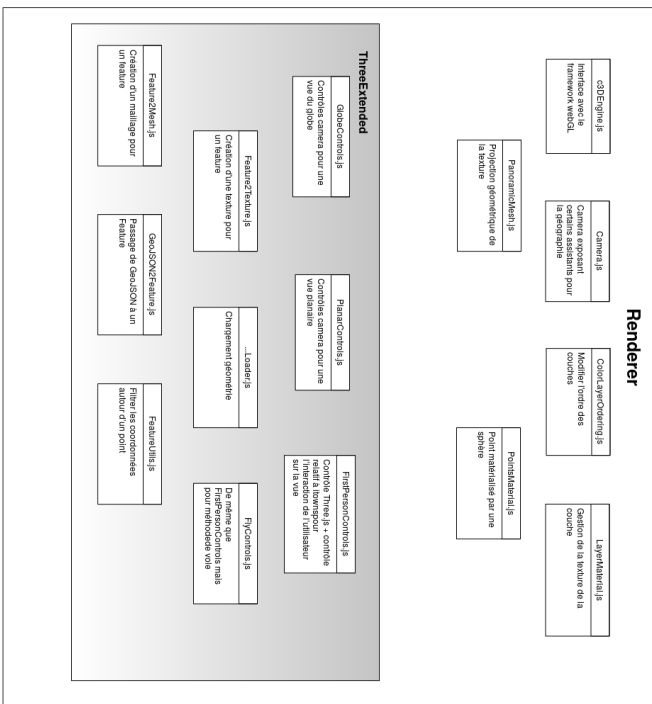 Renderer
c3DEngine.js
Interface avec le
framework webGL
Camera.js
Camera exposant
certains assistants pour
la géographie
ColorLayerOrdering.js
Modifier l'ordre des
couches
LayerMaterial.js
Gestion de la texture de la
couche
PanoramicMesh.js
Projection géométrique de
la texture
PointsMaterial.js
Point matérialisé par une
sphère
ThreeExtended
GlobeControls.js
Contrôles camera pour une
vue du globe
PlanarControls.js
Contrôles camera pour une
vue planaire
FirstPersonControls.js
Contrôle Three.js + contrôle
relatif à itownspour
l'interaction de l'utilisateur
sur la vue
Feature2Texture.js
Création d'une texture pour
un feature
...Loader.js
Chargement géométrie
FlyControls.js
De même que
FirstPersonControls mais
pour méthodede vole
Feature2Mesh.js
Création d'un maillage pour
un feature
GeoJSON2Feature.js
Passage de GeoJSON à un
Feature
FeatureUtils.js
Filtrer les coordonnées
autour d'un point